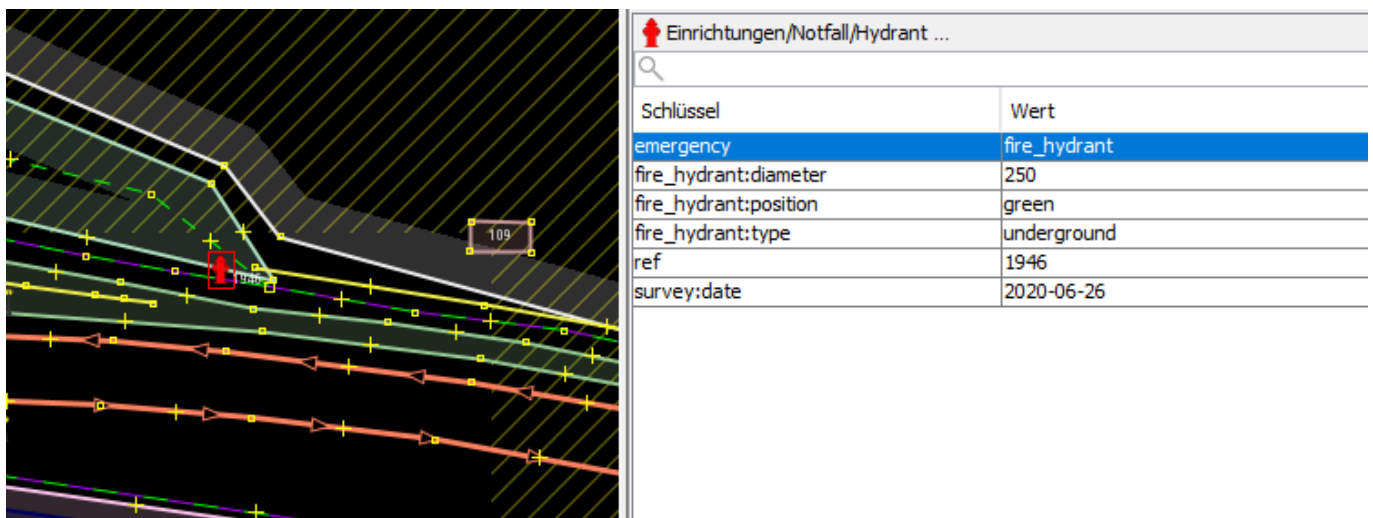 Einrichtungen/Notfall/Hydrant ...
Schlüssel Wert
emergency fire_hydrant
fire_hydrant:diameter 250
fire_hydrant:position green
fire_hydrant:type underground
ref 1946
survey:date 2020-06-26
109
1946